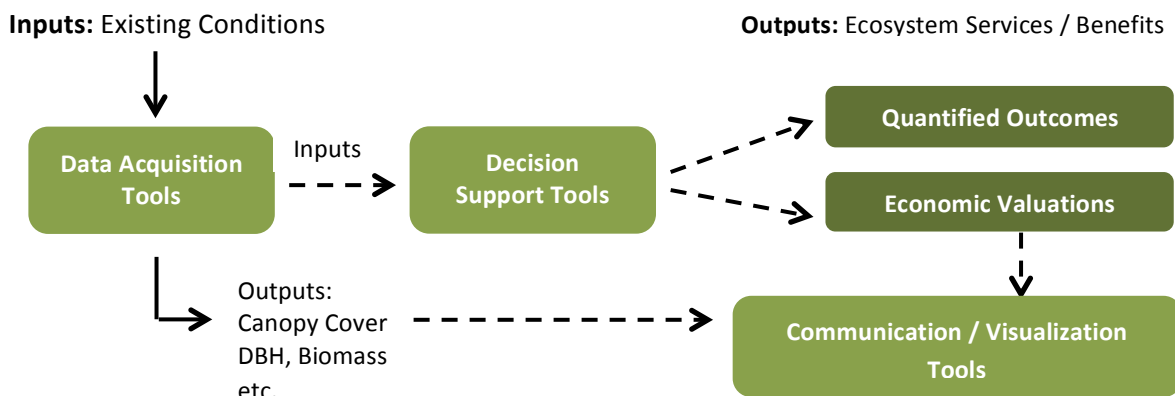 Inputs: Existing Conditions
Outputs: Ecosystem Services / Benefits
Data Acquisition
Tools
Inputs
Decision
Support Tools
Quantified Outcomes
Economic Valuations
Outputs:
Canopy Cover
DBH, Biomass
etc.
Communication / Visualization
Tools